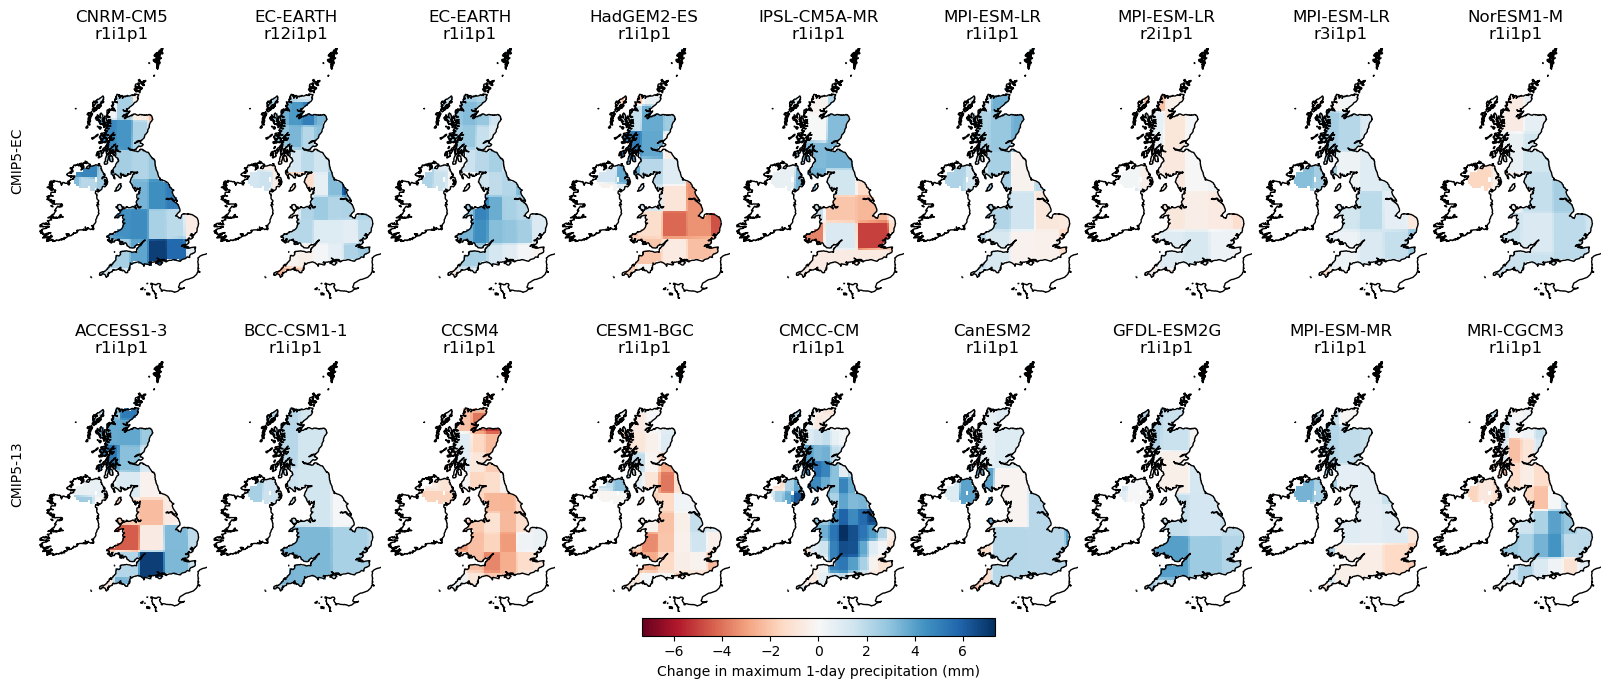 CNRM-CM5 EC-EARTH EC-EARTH HadGEM2-ES IPSL-CM5A-MR MPI-ESM-LR MPI-ESM-LR MPI-ESM-LR NorESM1-M
r1i1p1 r12i1p1 r1i1p1 r1i1p1 r1i1p1 r1i1p1 r2i1p1 r3i1p1 r1i1p1
CMIP5-EC
ACCESS1-3 BCC-CSM1-1 CCSM4 CESM1-BGC CMCC-CM CanESM2 GFDL-ESM2G MPI-ESM-MR MRI-CGCM3
r1i1p1 r1i1p1 r1i1p1 r1i1p1 r1i1p1 r1i1p1 r1i1p1 r1i1p1 r1i1p1
CMIP5-13
−6 −4 −2 0 2 4 6
Change in maximum 1-day precipitation (mm)